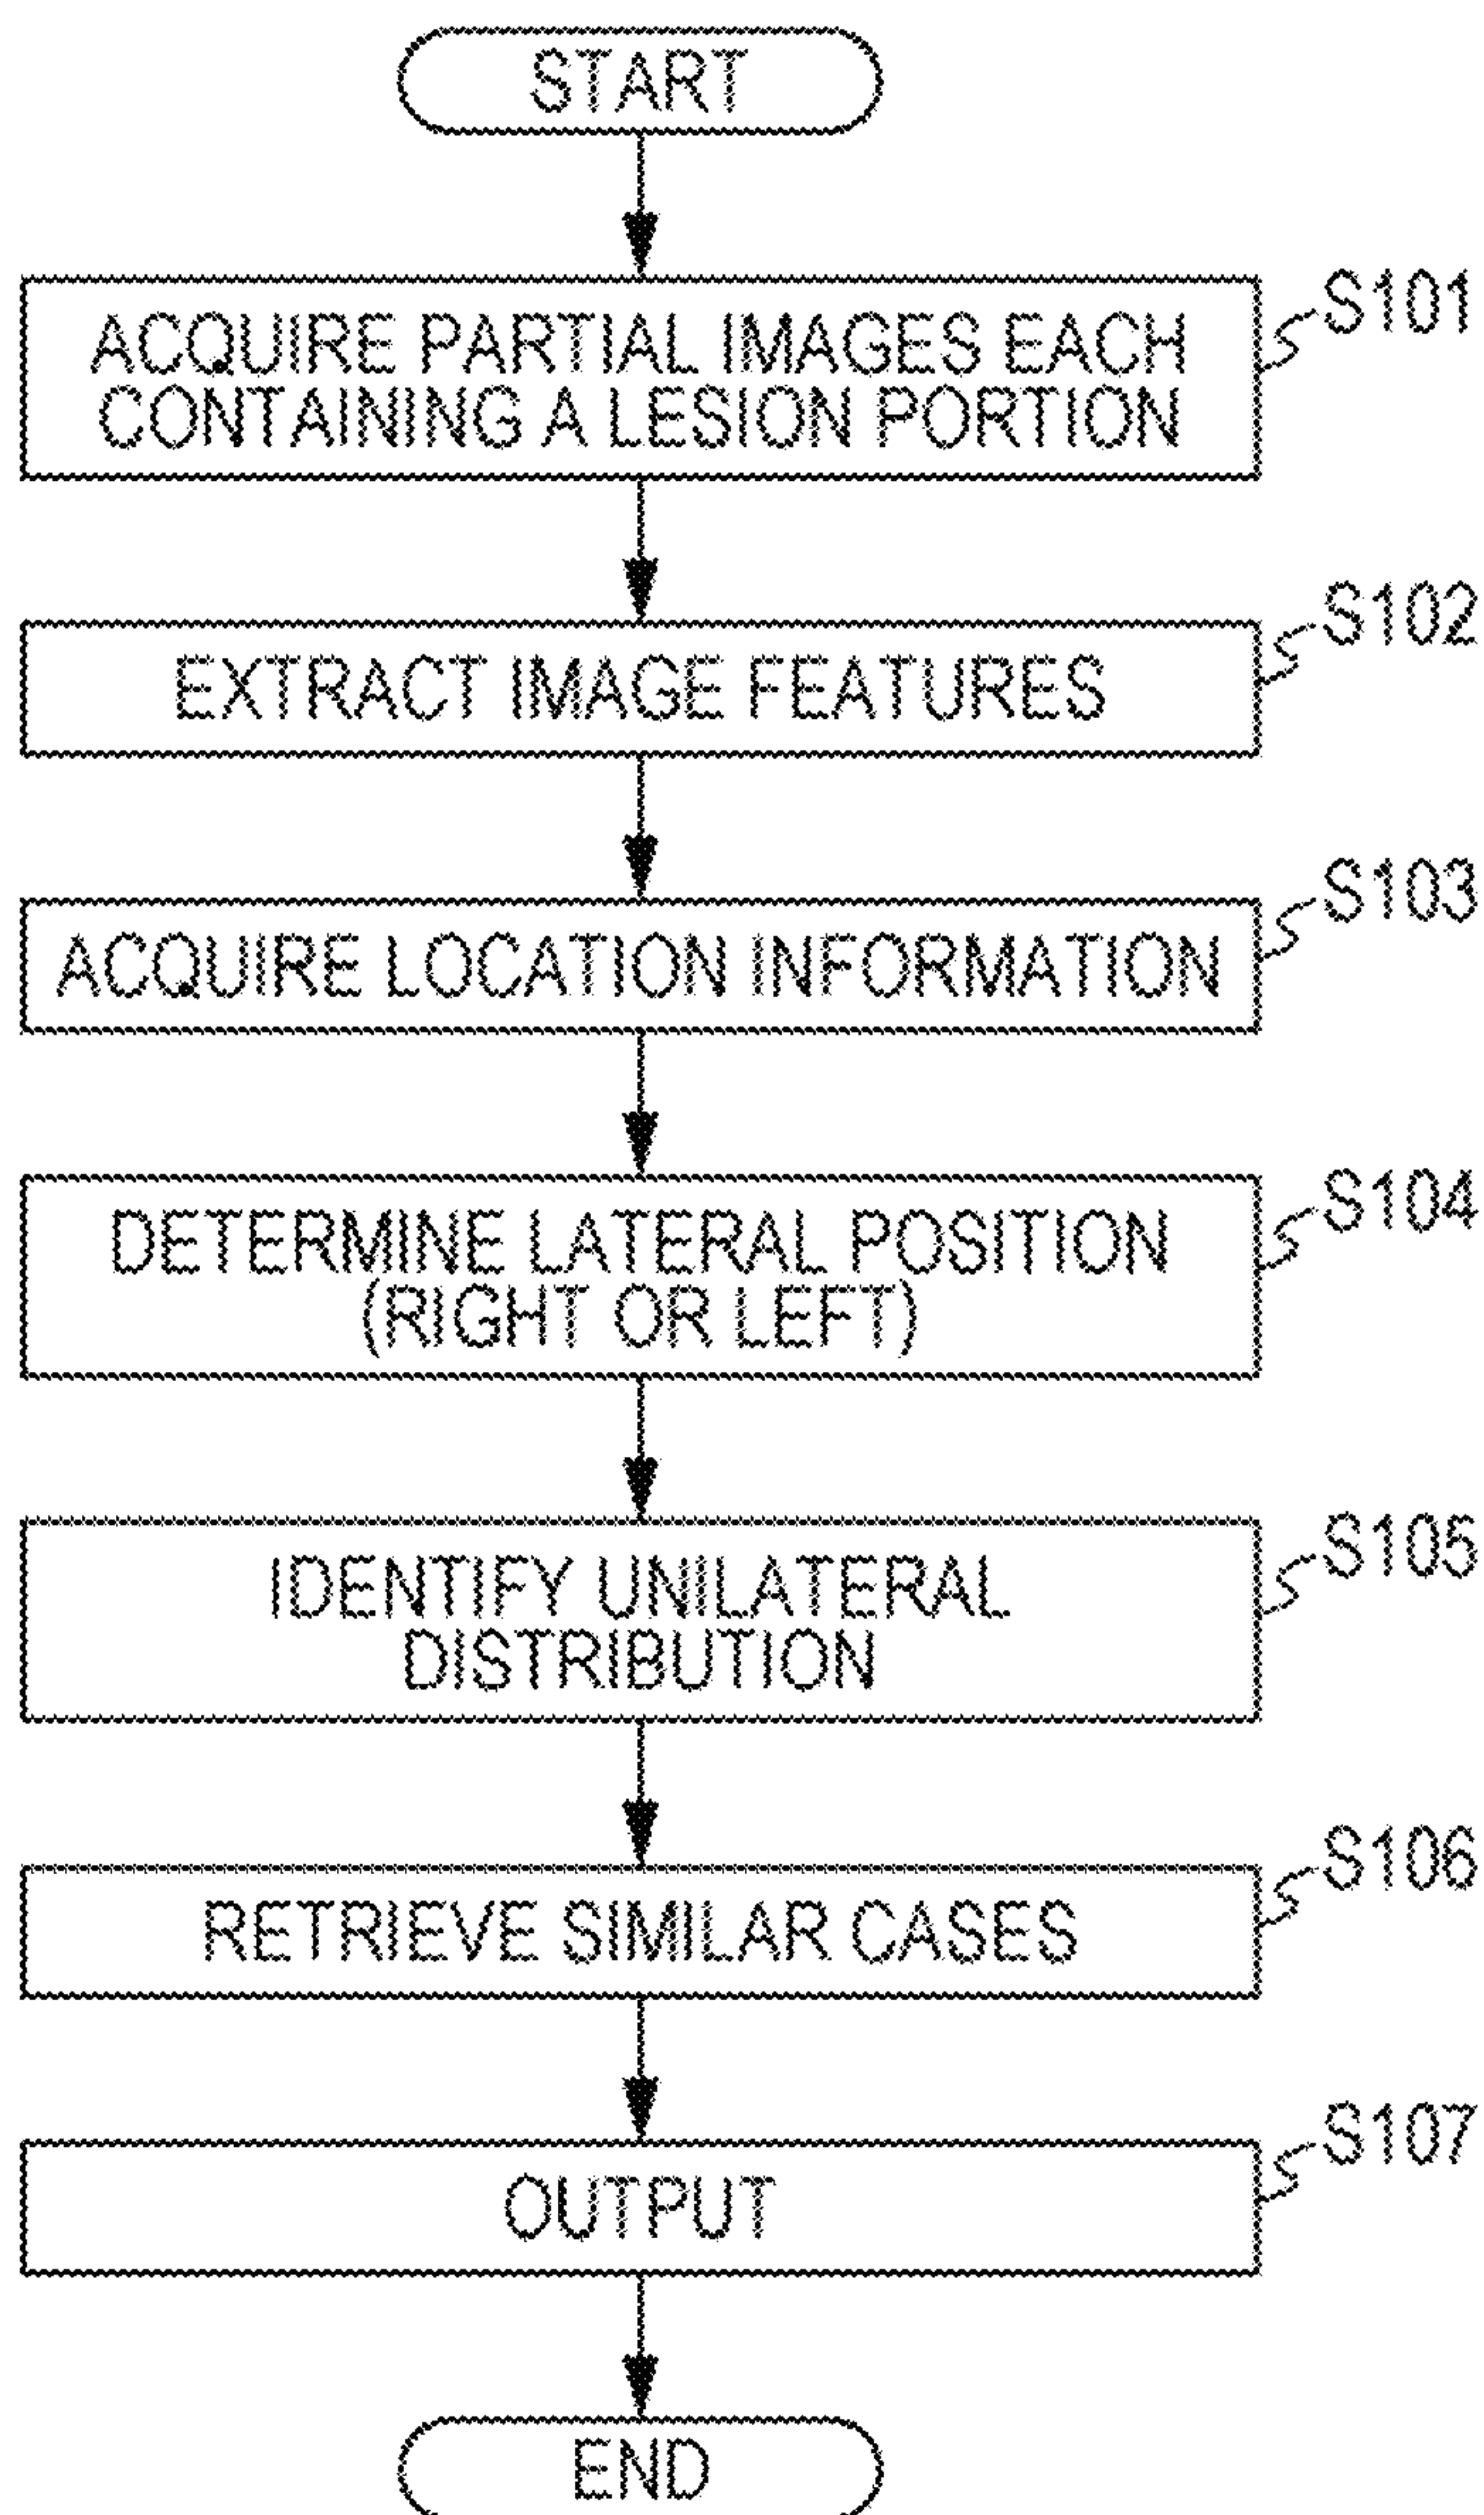 START
S101
ACQUIRE PARTIAL IMAGES EACH
CONTAINING A LESION PORTION
S102
EXTRACT IMAGE FEATURES
S103
ACQUIRE LOCATION INFORMATION
S104
DETERMINE LATERAL POSITION
(RIGHT OR LEFT)
S105
IDENTIFY UNILATERAL
DISTRIBUTION
S106
RETRIEVE SIMILAR CASES
S107
OUTPUT
END